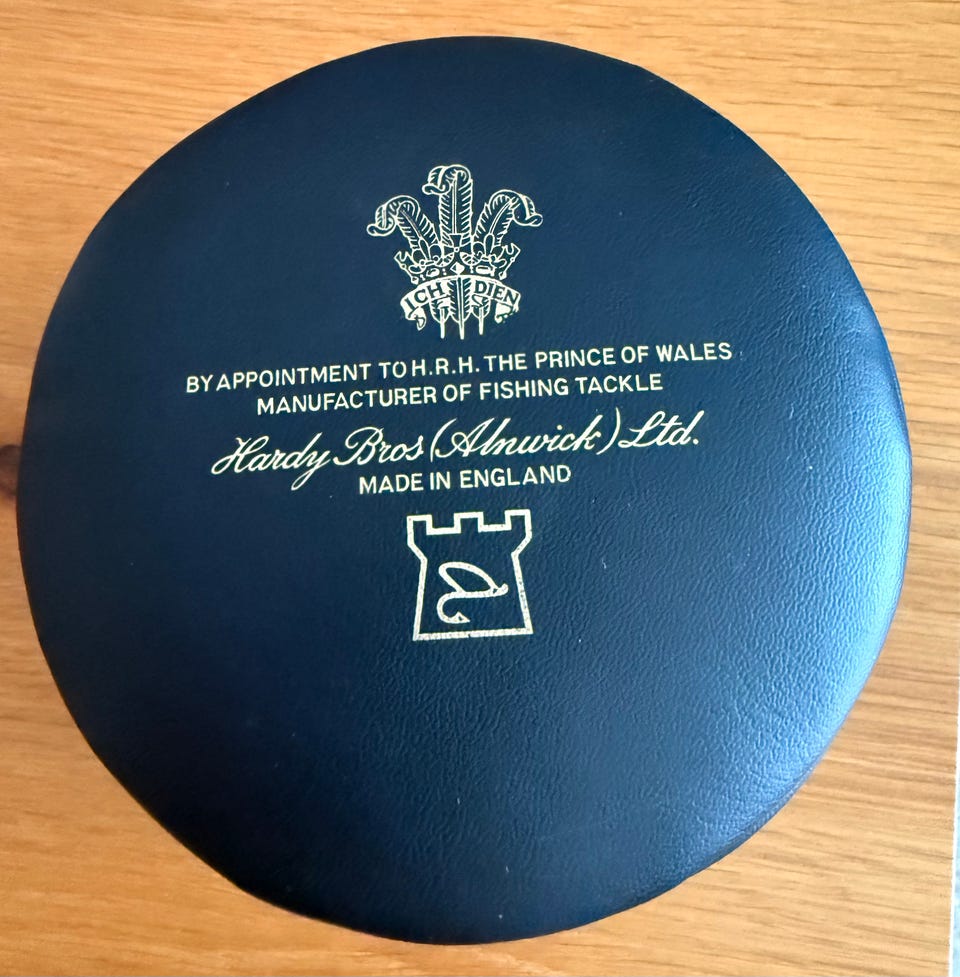 ICH DIEN
BY APPOINTMENT TO H.R.H. THE PRINCE OF WALES
MANUFACTURER OF FISHING TACKLE
Hardy Bros (Alnwick) Ltd.
MADE IN ENGLAND